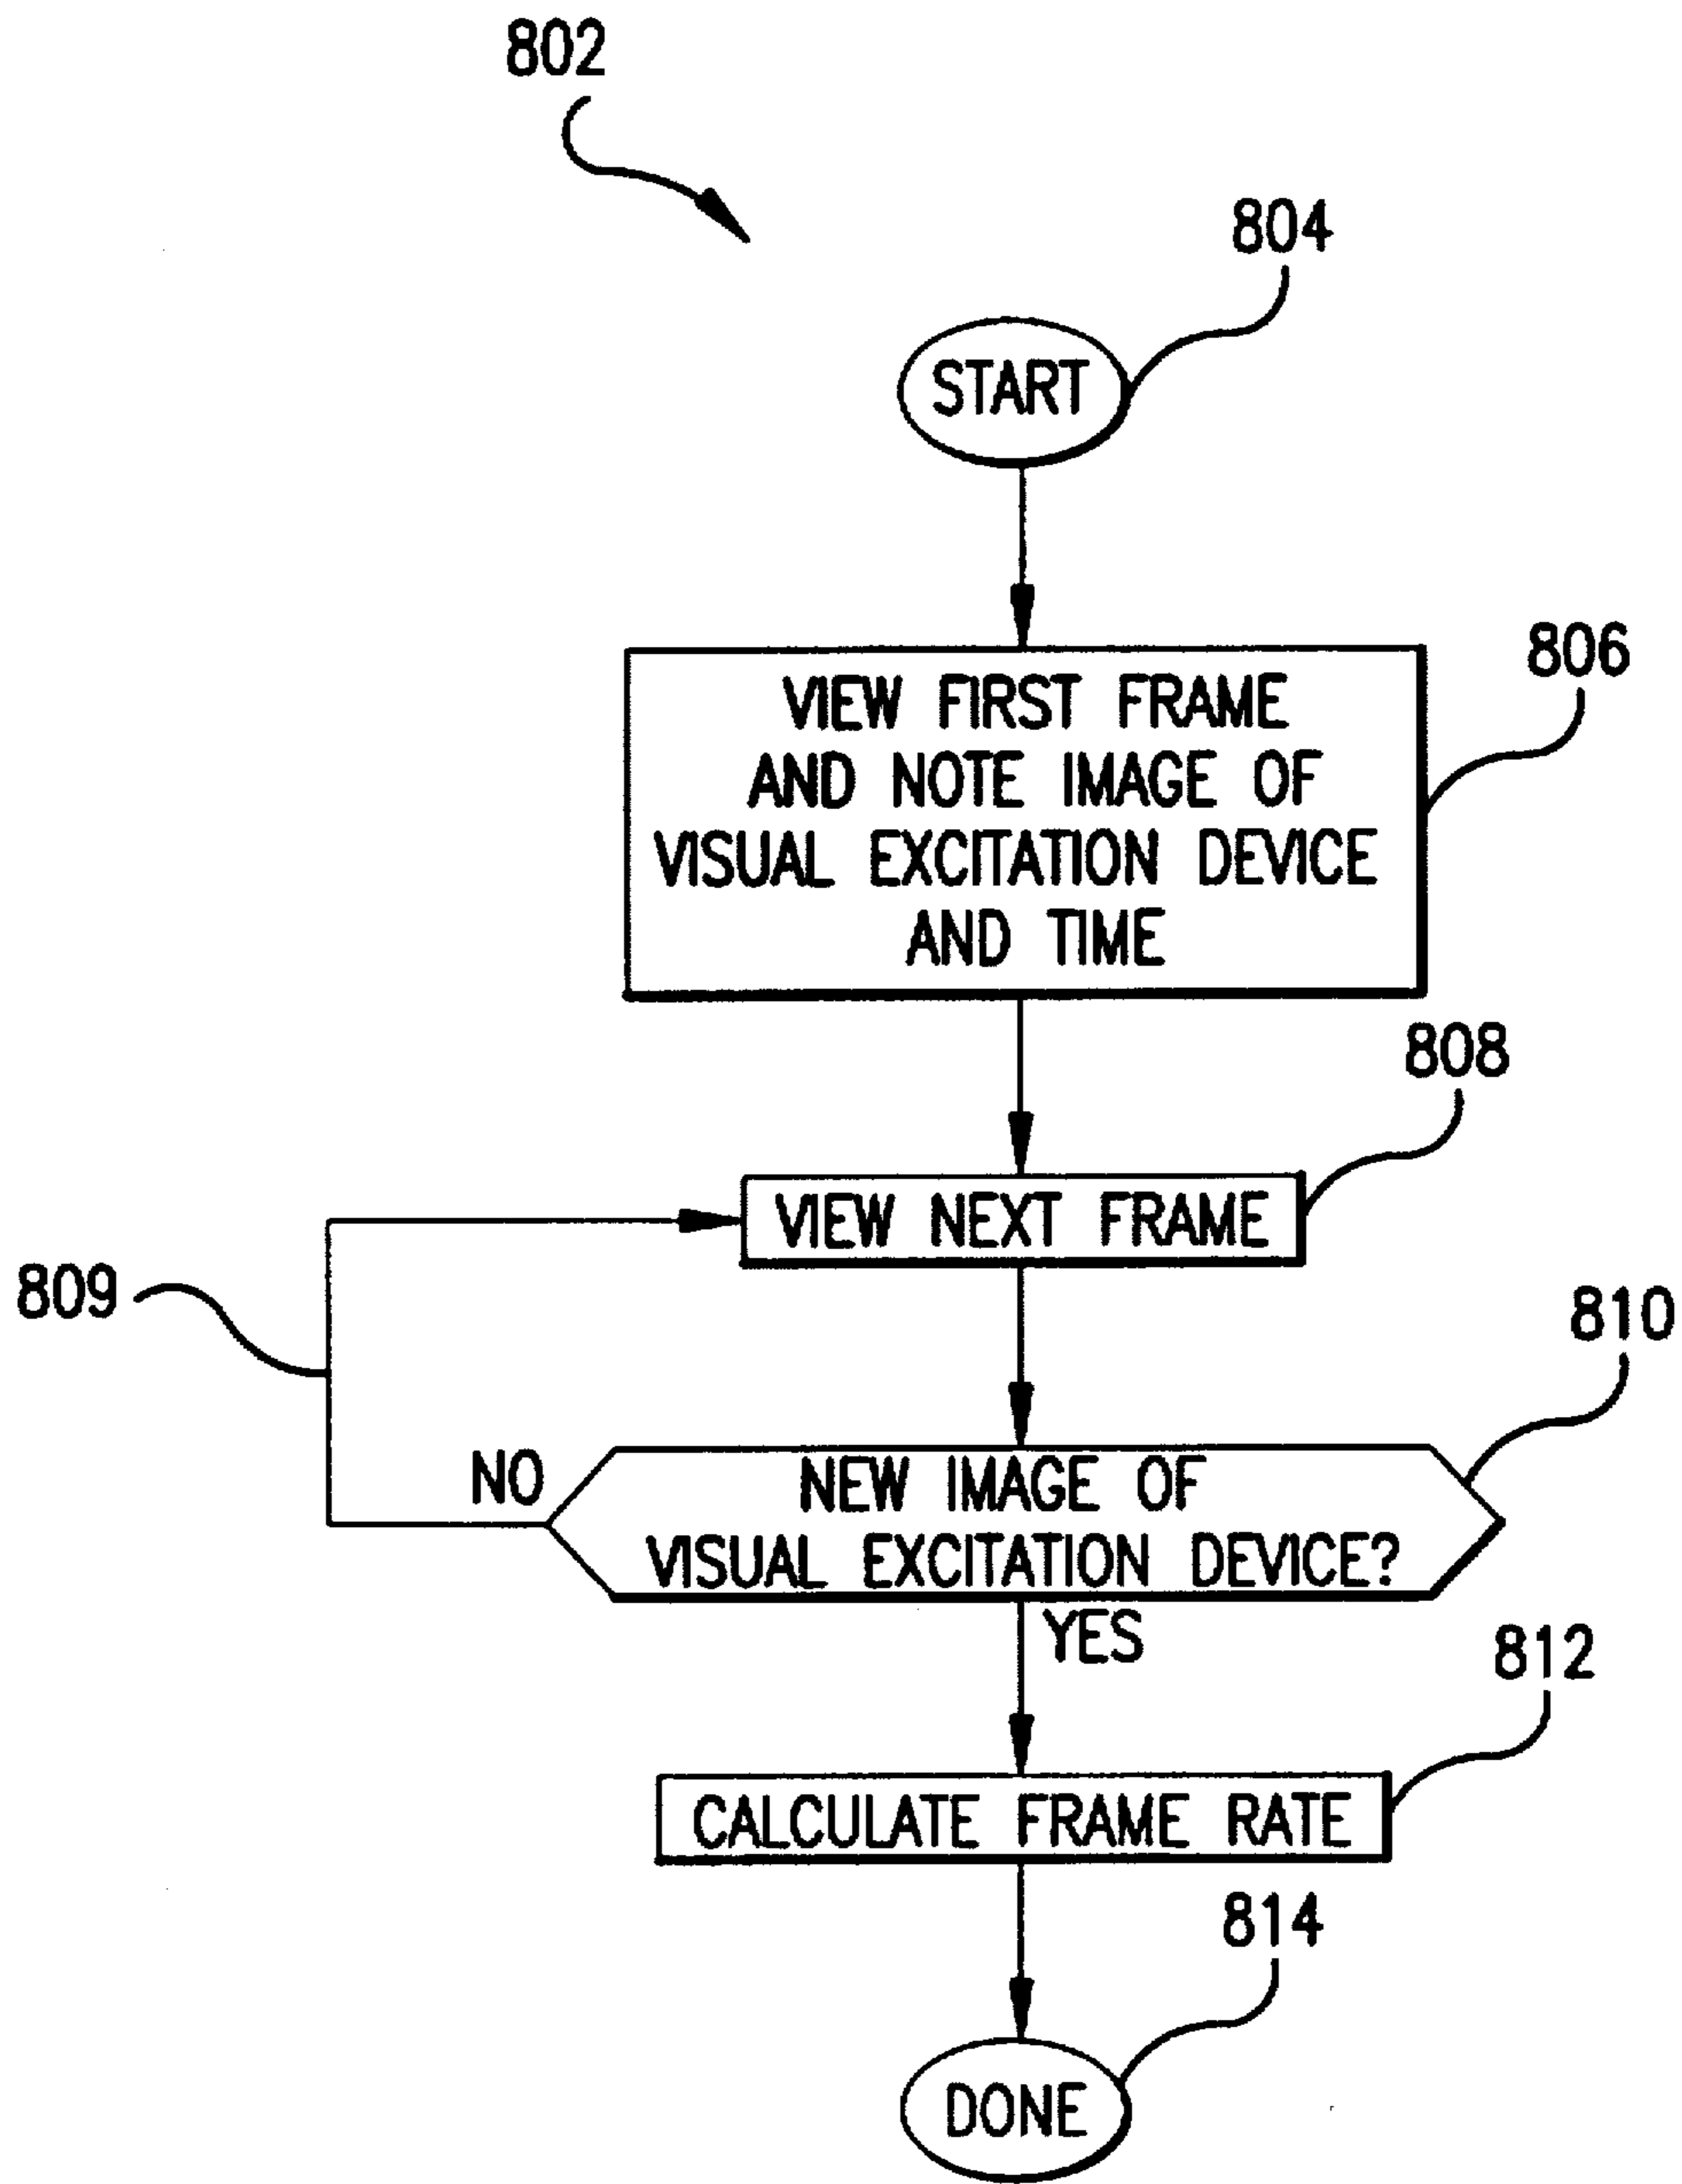 802
804
START
806
VIEW FIRST FRAME
AND NOTE IMAGE OF
VISUAL EXCITATION DEVICE
AND TIME
808
VIEW NEXT FRAME
809
810
NO
NEW IMAGE OF
VISUAL EXCITATION DEVICE?
YES
812
CALCULATE FRAME RATE
814
DONE